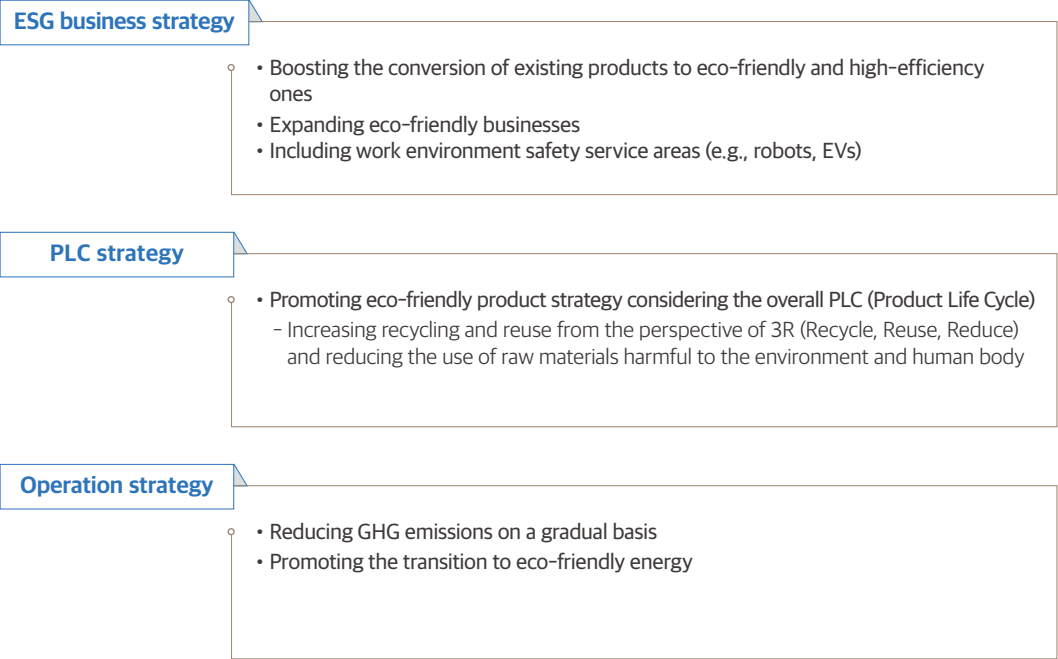 ESG business strategy
• Boosting the conversion of existing products to eco-friendly and high-efficiency
ones
• Expanding eco-friendly businesses
• Including work environment safety service areas (e.g., robots, EVs)
PLC strategy
• Promoting eco-friendly product strategy considering the overall PLC (Product Life Cycle)
- Increasing recycling and reuse from the perspective of 3R (Recycle, Reuse, Reduce)
and reducing the use of raw materials harmful to the environment and human body
Operation strategy
• Reducing GHG emissions on a gradual basis
• Promoting the transition to eco-friendly energy